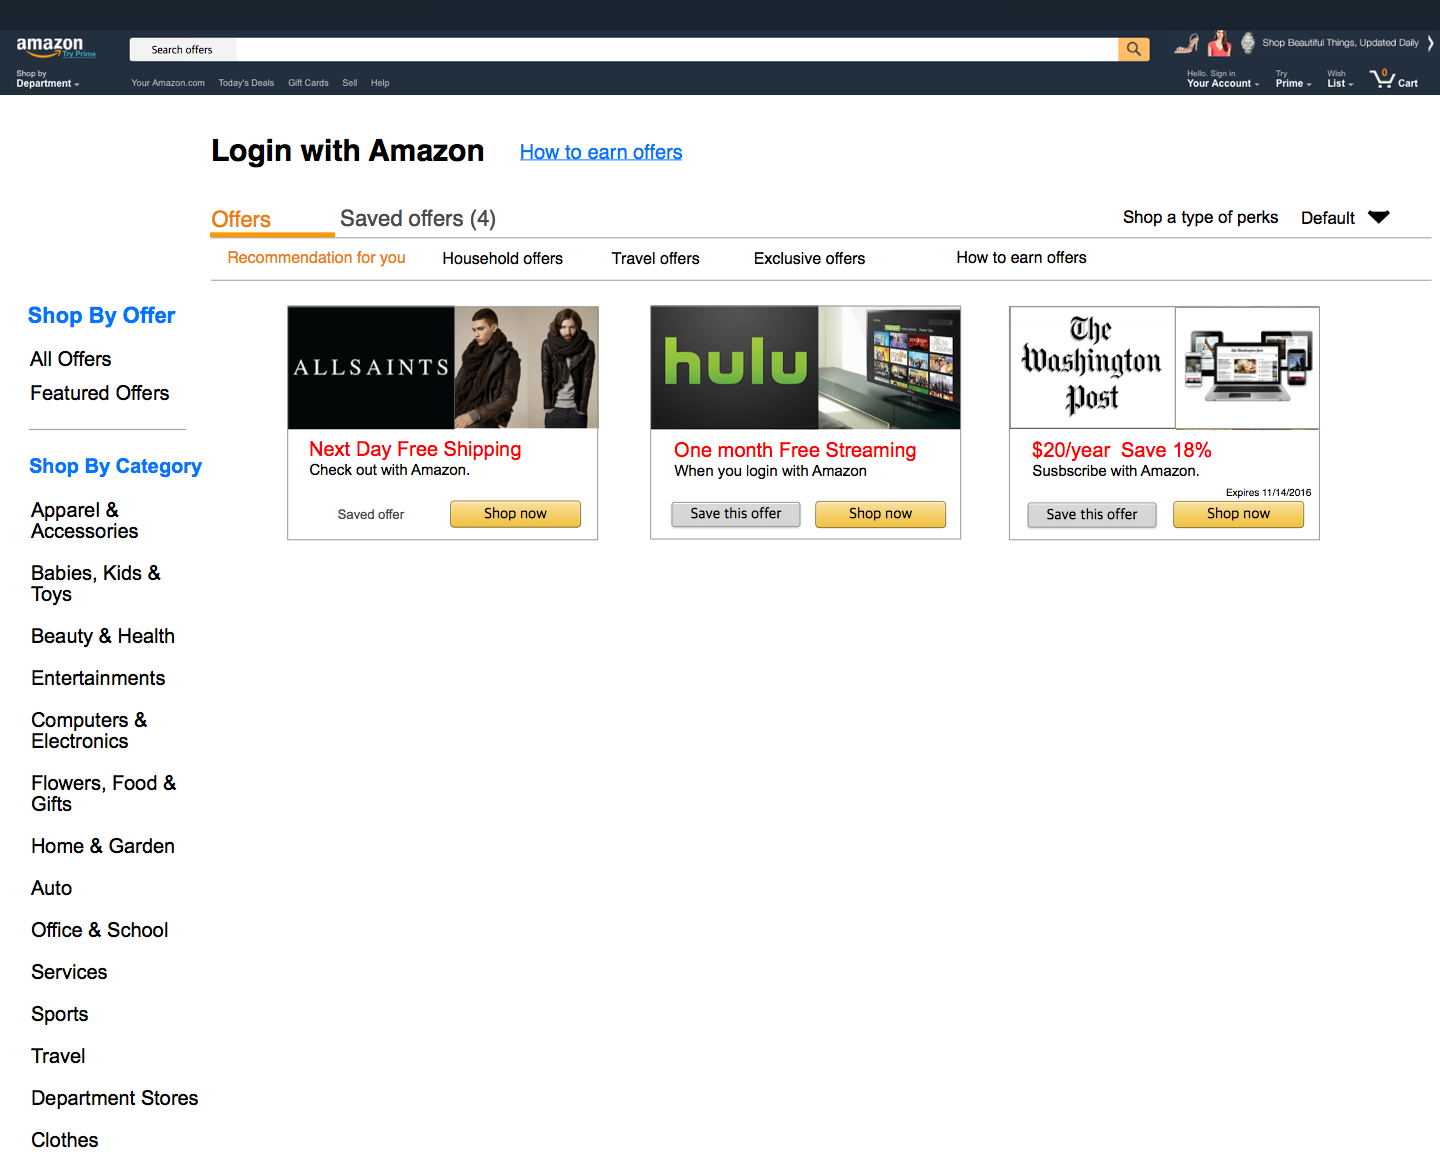 amazon
Try Prime
Search offers
Shop Beautiful Things, Updated Daily
Shop by
Department
Your Amazon.com Today's Deals Gift Cards Sell Help
Hello. Sign in
Your Account
Try
Prime
Wish
List
0
Cart
Login with Amazon How to earn offers
Offers Saved offers (4) Shop a type of perks Default
Recommendation for you Household offers Travel offers Exclusive offers How to earn offers
Shop By Offer
All Offers
Featured Offers
Shop By Category
Apparel &
Accessories
Babies, Kids &
Toys
Beauty & Health
Entertainments
Computers &
Electronics
Flowers, Food &
Gifts
Home & Garden
Auto
Office & School
Services
Sports
Travel
Department Stores
Clothes
ALLSAINTS
Next Day Free Shipping
Check out with Amazon.
Saved offer Shop now
hulu
One month Free Streaming
When you login with Amazon
Save this offer Shop now
The
Washington
Post
$20/year Save 18%
Susbscribe with Amazon.
Expires 11/14/2016
Save this offer Shop now